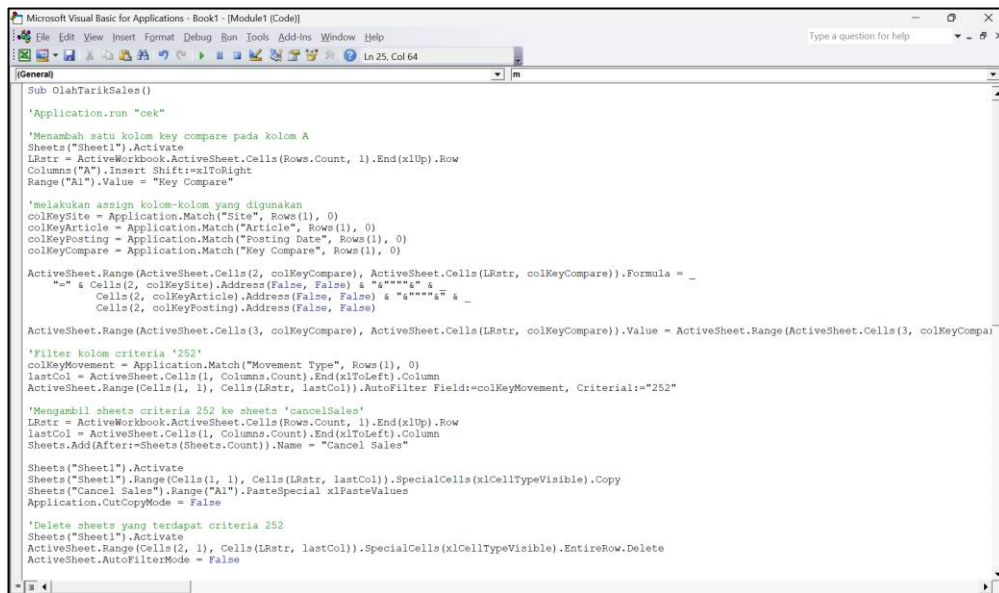 Microsoft Visual Basic for Applications - Book1 - [Module1 (Code)]
File Edit View Insert Format Debug Run Tools Add-Ins Window Help
Type a question for help
Ln 25, Col 64
(General)
m
Sub OlahTarikSales()
'Application.run "cek"
'Menambah satu kolom key compare pada kolom A
Sheets("Sheet1").Activate
LRstr = ActiveWorkbook.ActiveSheet.Cells(Rows.Count, 1).End(xlUp).Row
Columns("A").Insert Shift:=xlToRight
Range("A1").Value = "Key Compare"
'melakukan assign kolom-kolom yang digunakan
colKeySite = Application.Match("Site", Rows(1), 0)
colKeyArticle = Application.Match("Article", Rows(1), 0)
colKeyPosting = Application.Match("Posting Date", Rows(1), 0)
colKeyCompare = Application.Match("Key Compare", Rows(1), 0)
ActiveSheet.Range(ActiveSheet.Cells(2, colKeyCompare), ActiveSheet.Cells(LRstr, colKeyCompare)).Formula = _
"=" & Cells(2, colKeySite).Address(False, False) & "&""""&" & _
Cells(2, colKeyArticle).Address(False, False) & "&""""&" & _
Cells(2, colKeyPosting).Address(False, False)
ActiveSheet.Range(ActiveSheet.Cells(3, colKeyCompare), ActiveSheet.Cells(LRstr, colKeyCompare)).Value = ActiveSheet.Range(ActiveSheet.Cells(3, colKeyCompa
'Filter kolom criteria '252'
colKeyMovement = Application.Match("Movement Type", Rows(1), 0)
lastCol = ActiveSheet.Cells(1, Columns.Count).End(xlToLeft).Column
ActiveSheet.Range(Cells(1, 1), Cells(LRstr, lastCol)).AutoFilter Field:=colKeyMovement, Criteria1:="252"
'Mengambil sheets criteria 252 ke sheets 'cancelSales'
LRstr = ActiveWorkbook.ActiveSheet.Cells(Rows.Count, 1).End(xlUp).Row
lastCol = ActiveSheet.Cells(1, Columns.Count).End(xlToLeft).Column
Sheets.Add(After:=Sheets(Sheets.Count)).Name = "Cancel Sales"
Sheets("Sheet1").Activate
Sheets("Sheet1").Range(Cells(1, 1), Cells(LRstr, lastCol)).SpecialCells(xlCellTypeVisible).Copy
Sheets("Cancel Sales").Range("A1").PasteSpecial xlPasteValues
Application.CutCopyMode = False
'Delete sheets yang terdapat criteria 252
Sheets("Sheet1").Activate
ActiveSheet.Range(Cells(2, 1), Cells(LRstr, lastCol)).SpecialCells(xlCellTypeVisible).EntireRow.Delete
ActiveSheet.AutoFilterMode = False